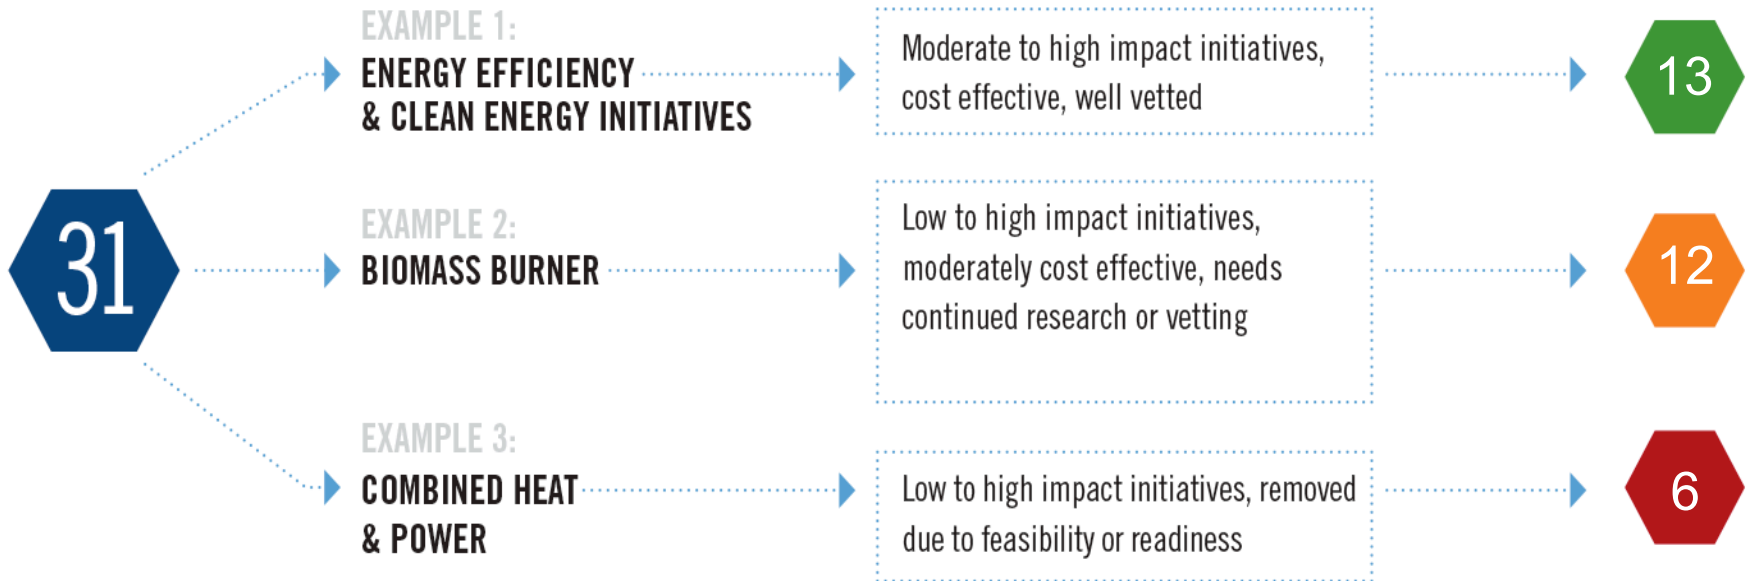 31
EXAMPLE 1:
ENERGY EFFICIENCY
& CLEAN ENERGY INITIATIVES
Moderate to high impact initiatives,
cost effective, well vetted
13
EXAMPLE 2:
BIOMASS BURNER
Low to high impact initiatives,
moderately cost effective, needs
continued research or vetting
12
EXAMPLE 3:
COMBINED HEAT
& POWER
Low to high impact initiatives, removed
due to feasibility or readiness
6